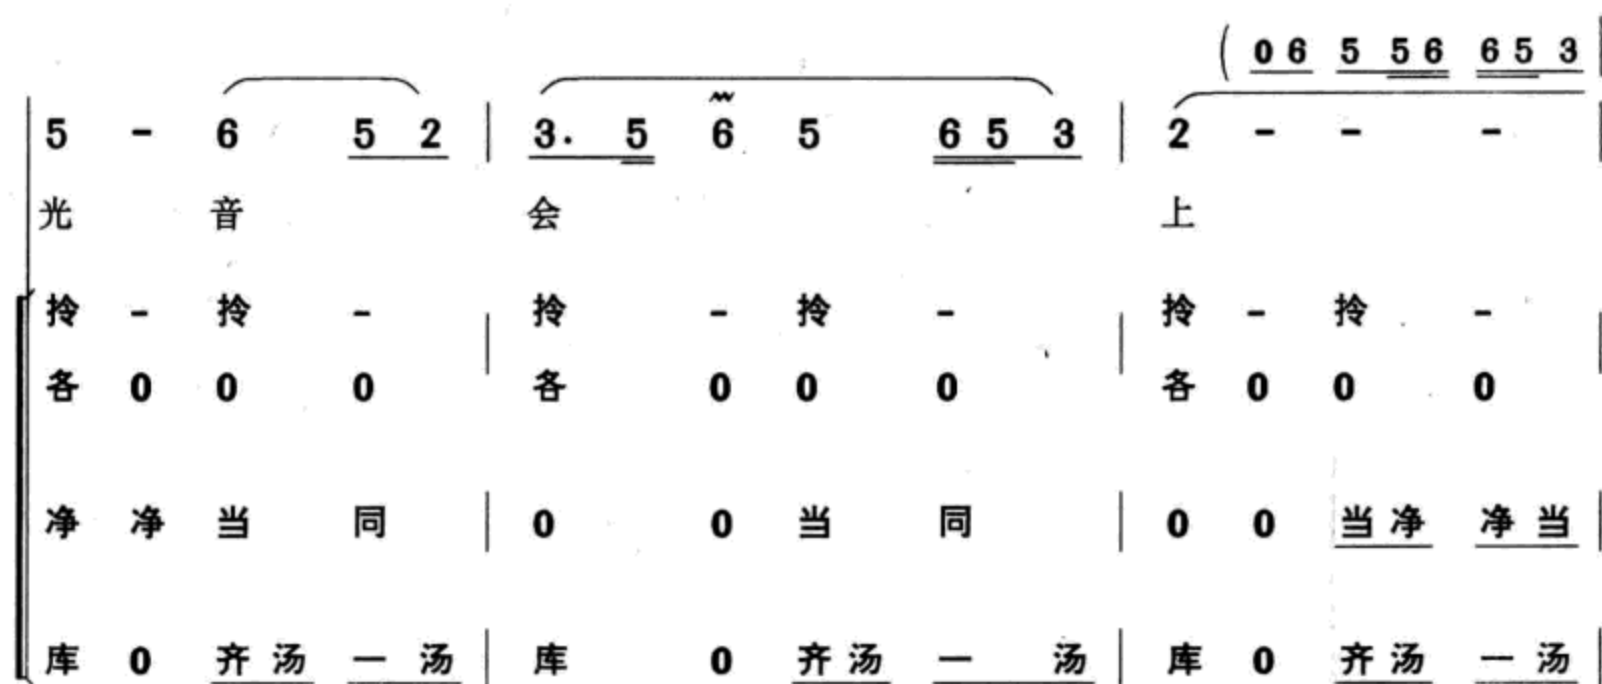 ( 0 6 5 5 6 6 5 3
5 - 6 5 2 | 3. 5 6 5 6 5 3 | 2 - - -
光 音 会 上
拎 - 拎 - 拎 - 拎 - 拎 - 拎 -
各 0 0 0 各 0 0 0 各 0 0 0
净 净 当 同 | 0 0 当 同 | 0 0 当 净 净 当
库 0 齐 汤 一 汤 | 库 0 齐 汤 一 汤 | 库 0 齐 汤 一 汤